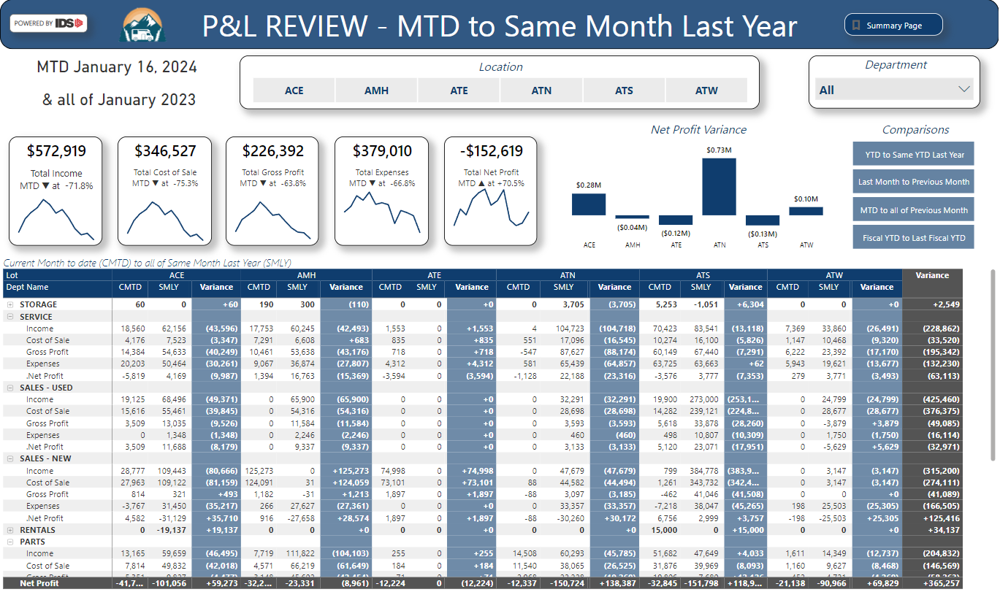 POWERED BY IDS
P&L REVIEW - MTD to Same Month Last Year
Summary Page
MTD January 16, 2024
& all of January 2023
Location
ACE AMH ATE ATN ATS ATW
Department
All
$572,919
Total Income
MTD ▼ at -71.8%
$346,527
Total Cost of Sale
MTD ▼ at -75.3%
$226,392
Total Gross Profit
MTD ▼ at -63.8%
$379,010
Total Expenses
MTD ▼ at -66.8%
-$152,619
Total Net Profit
MTD ▲ at +70.5%
Net Profit Variance
$0.28M ($0.04M) ($0.12M) $0.73M ($0.13M) $0.10M
ACE AMH ATE ATN ATS ATW
Comparisons
YTD to Same YTD Last Year
Last Month to Previous Month
MTD to all of Previous Month
Fiscal YTD to Last Fiscal YTD
Current Month to date (CMTD) to all of Same Month Last Year (SMLY)
Lot ACE AMH ATE ATN ATS ATW Variance
Dept Name CMTD SMLY Variance CMTD SMLY Variance CMTD SMLY Variance CMTD SMLY Variance CMTD SMLY Variance CMTD SMLY Variance
STORAGE 60 0 +60 190 300 (110) 0 0 +0 0 3,705 (3,705) 5,253 -1,051 +6,304 0 0 +0 +2,549
SERVICE
Income 18,560 62,156 (43,596) 17,753 60,245 (42,493) 1,553 0 +1,553 4 104,723 (104,718) 70,423 83,541 (13,118) 7,369 33,860 (26,491) (228,862)
Cost of Sale 4,176 7,523 (3,347) 7,291 6,608 +683 835 0 +835 551 17,096 (16,545) 10,274 16,100 (5,826) 1,147 10,468 (9,320) (33,520)
Gross Profit 14,384 54,633 (40,249) 10,461 53,638 (43,176) 718 0 +718 -547 87,627 (88,174) 60,149 67,440 (7,291) 6,222 23,392 (17,170) (195,342)
Expenses 20,203 50,464 (30,261) 9,067 36,874 (27,807) 4,312 0 +4,312 581 65,439 (64,857) 63,725 63,663 +62 5,943 19,621 (13,677) (132,230)
.Net Profit -5,819 4,169 (9,987) 1,394 16,763 (15,369) -3,594 0 (3,594) -1,128 22,188 (23,316) -3,576 3,777 (7,353) 279 3,771 (3,493) (63,113)
SALES - USED
Income 19,125 68,496 (49,371) 0 65,900 (65,900) 0 0 +0 0 32,291 (32,291) 19,900 273,000 (253,1... 0 24,799 (24,799) (425,460)
Cost of Sale 15,616 55,461 (39,845) 0 54,316 (54,316) 0 0 +0 0 28,698 (28,698) 14,282 239,121 (224,8... 0 28,677 (28,677) (376,375)
Gross Profit 3,509 13,035 (9,526) 0 11,584 (11,584) 0 0 +0 0 3,593 (3,593) 5,618 33,878 (28,260) 0 -3,879 +3,879 (49,085)
Expenses 0 1,348 (1,348) 0 2,246 (2,246) 0 0 +0 0 460 (460) 498 10,807 (10,309) 0 1,750 (1,750) (16,114)
.Net Profit 3,509 11,688 (8,179) 0 9,337 (9,337) 0 0 +0 0 3,133 (3,133) 5,120 23,071 (17,951) 0 -5,629 +5,629 (32,971)
SALES - NEW
Income 28,777 109,443 (80,666) 125,273 0 +125,273 74,998 0 +74,998 0 47,679 (47,679) 799 384,778 (383,9... 0 3,147 (3,147) (315,200)
Cost of Sale 27,963 109,122 (81,159) 124,091 31 +124,059 73,101 0 +73,101 88 44,582 (44,494) 1,261 343,732 (342,4... 0 3,147 (3,147) (274,111)
Gross Profit 814 321 +493 1,182 -31 +1,213 1,897 0 +1,897 -88 3,097 (3,185) -462 41,046 (41,508) 0 0 +0 (41,089)
Expenses -3,767 31,450 (35,217) 266 27,627 (27,361) 0 0 +0 0 33,357 (33,357) -7,218 38,047 (45,265) 198 25,503 (25,305) (166,505)
.Net Profit 4,582 -31,129 +35,710 916 -27,658 +28,574 1,897 0 +1,897 -88 -30,260 +30,172 6,756 2,999 +3,757 -198 -25,503 +25,305 +125,416
RENTALS 0 -19,137 +19,137 0 0 +0 0 0 +0 0 0 +0 15,000 0 +15,000 0 0 +0 +34,137
PARTS
Income 13,165 59,659 (46,495) 7,719 111,822 (104,103) 255 0 +255 14,508 60,293 (45,785) 51,682 47,649 +4,033 1,611 14,349 (12,737) (204,832)
Cost of Sale 7,814 49,832 (42,018) 4,571 66,219 (61,649) 184 0 +184 11,540 38,065 (26,525) 31,876 39,969 (8,093) 1,160 9,627 (8,468) (146,569)
Net Profit -41,7... -101,056 +59,273 -32,2... -23,331 (8,961) -12,224 0 (12,224) -12,337 -150,724 +138,387 -32,845 -151,798 +118,9... -21,138 -90,966 +69,829 +365,257